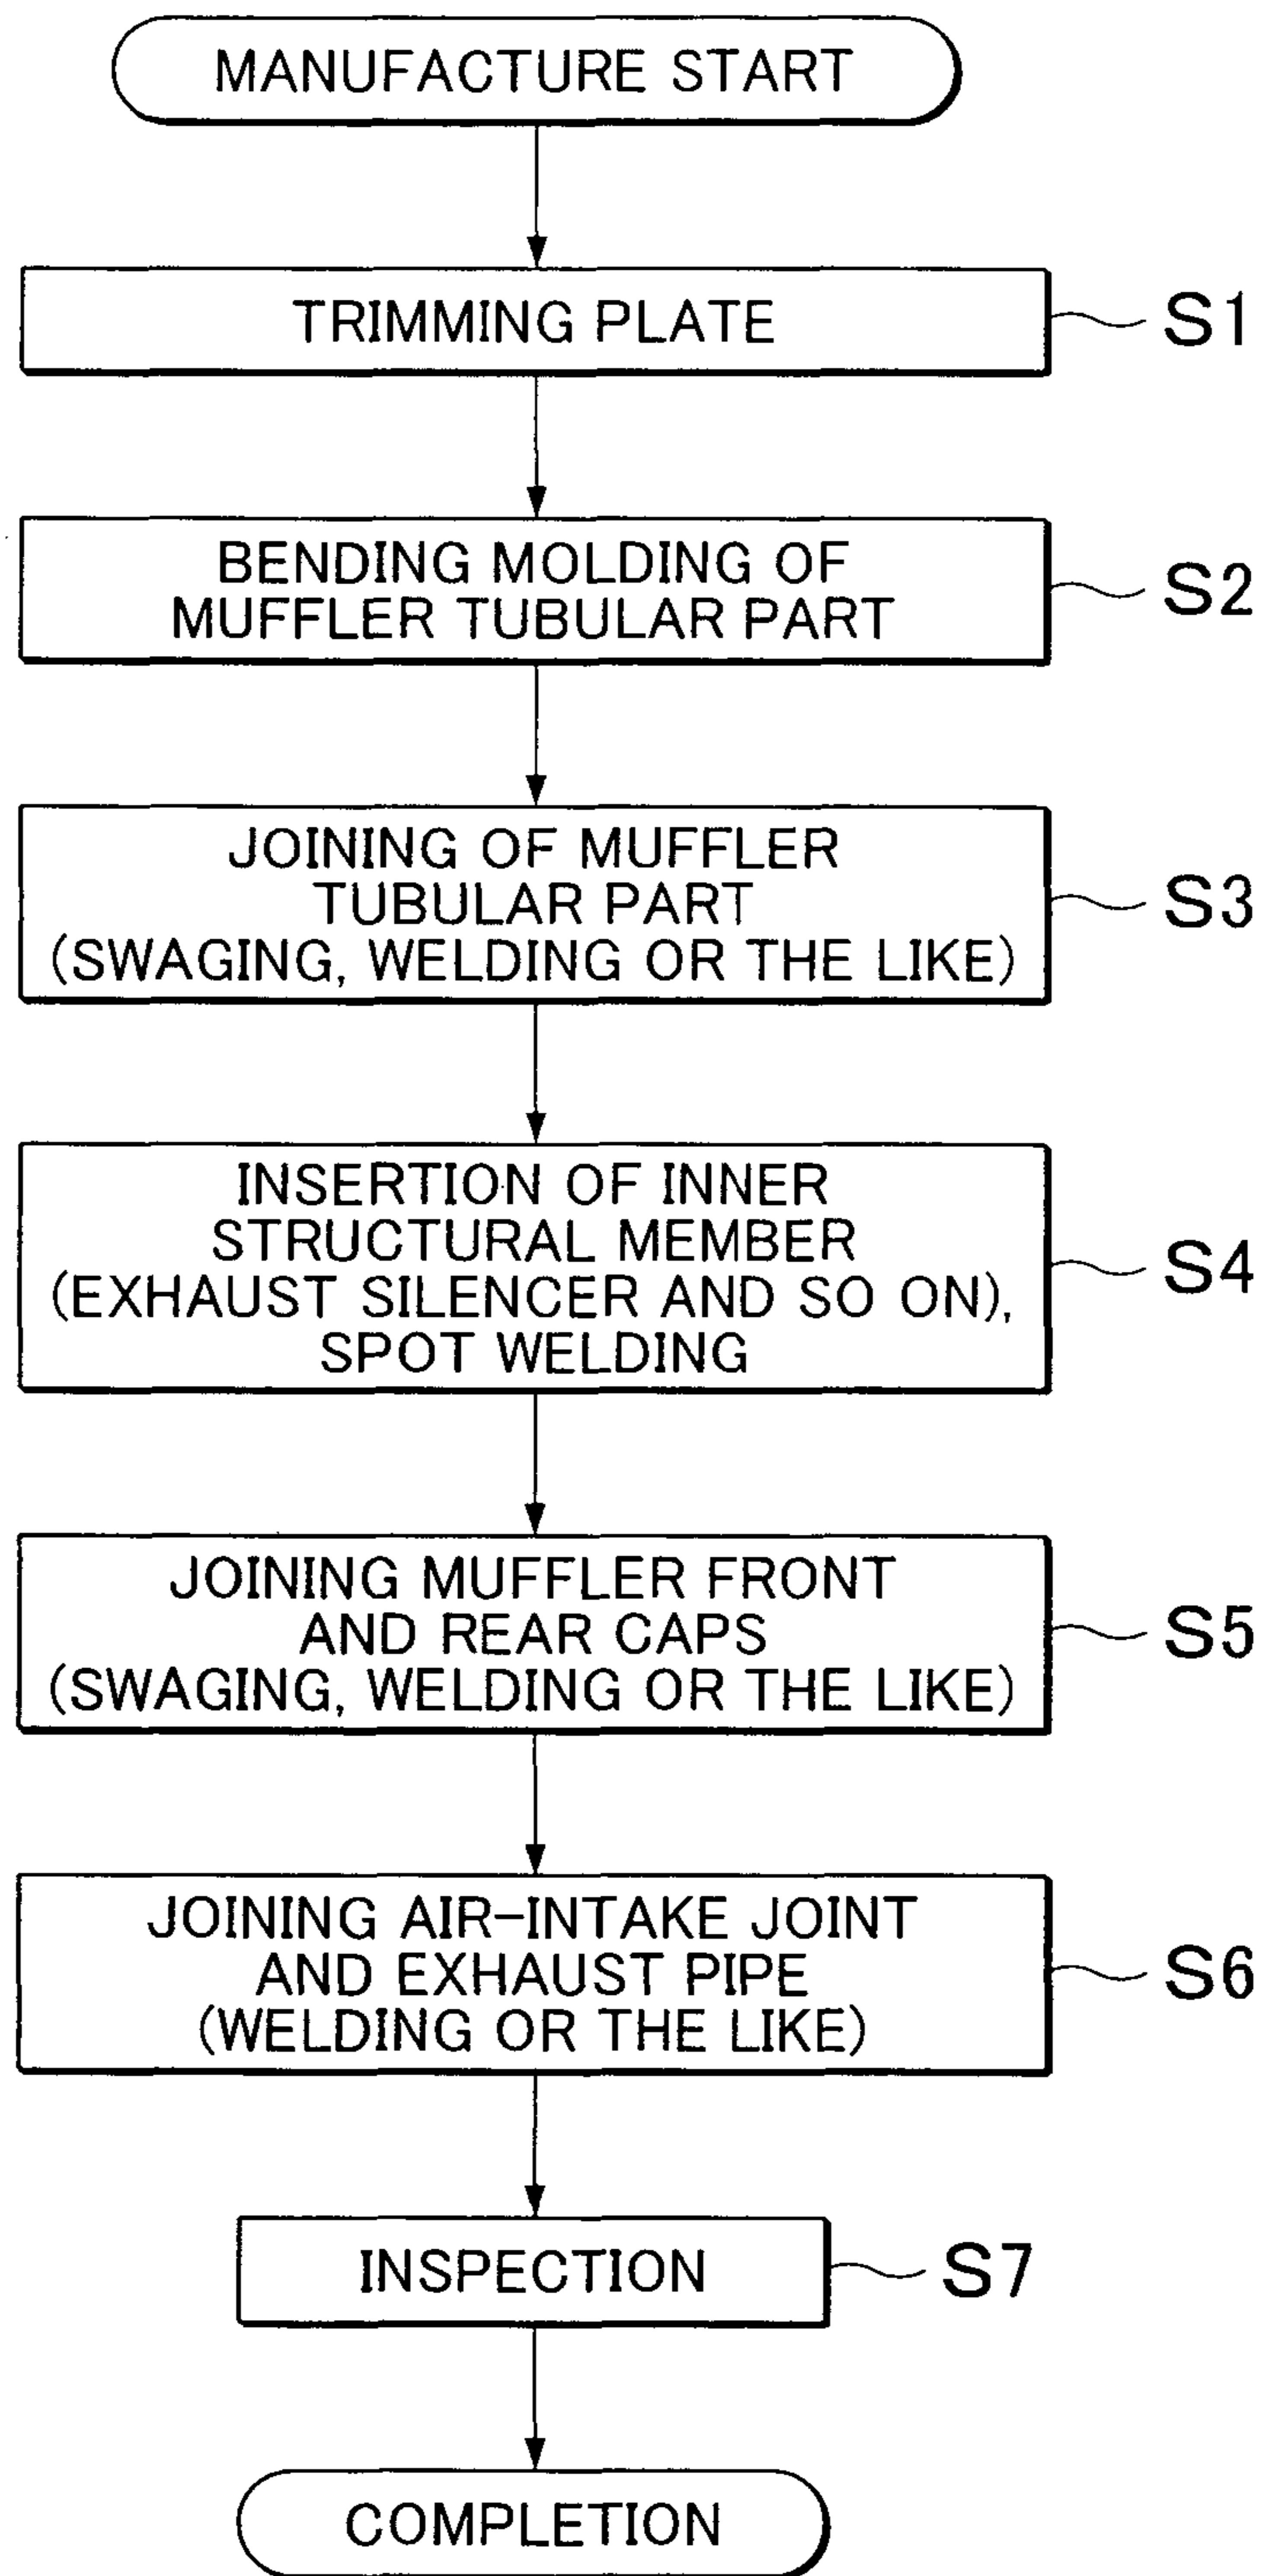 MANUFACTURE START
TRIMMING PLATE
S1
BENDING MOLDING OF
MUFFLER TUBULAR PART
S2
JOINING OF MUFFLER
TUBULAR PART
(SWAGING, WELDING OR THE LIKE)
S3
INSERTION OF INNER
STRUCTURAL MEMBER
(EXHAUST SILENCER AND SO ON),
SPOT WELDING
S4
JOINING MUFFLER FRONT
AND REAR CAPS
(SWAGING, WELDING OR THE LIKE)
S5
JOINING AIR-INTAKE JOINT
AND EXHAUST PIPE
(WELDING OR THE LIKE)
S6
INSPECTION
S7
COMPLETION